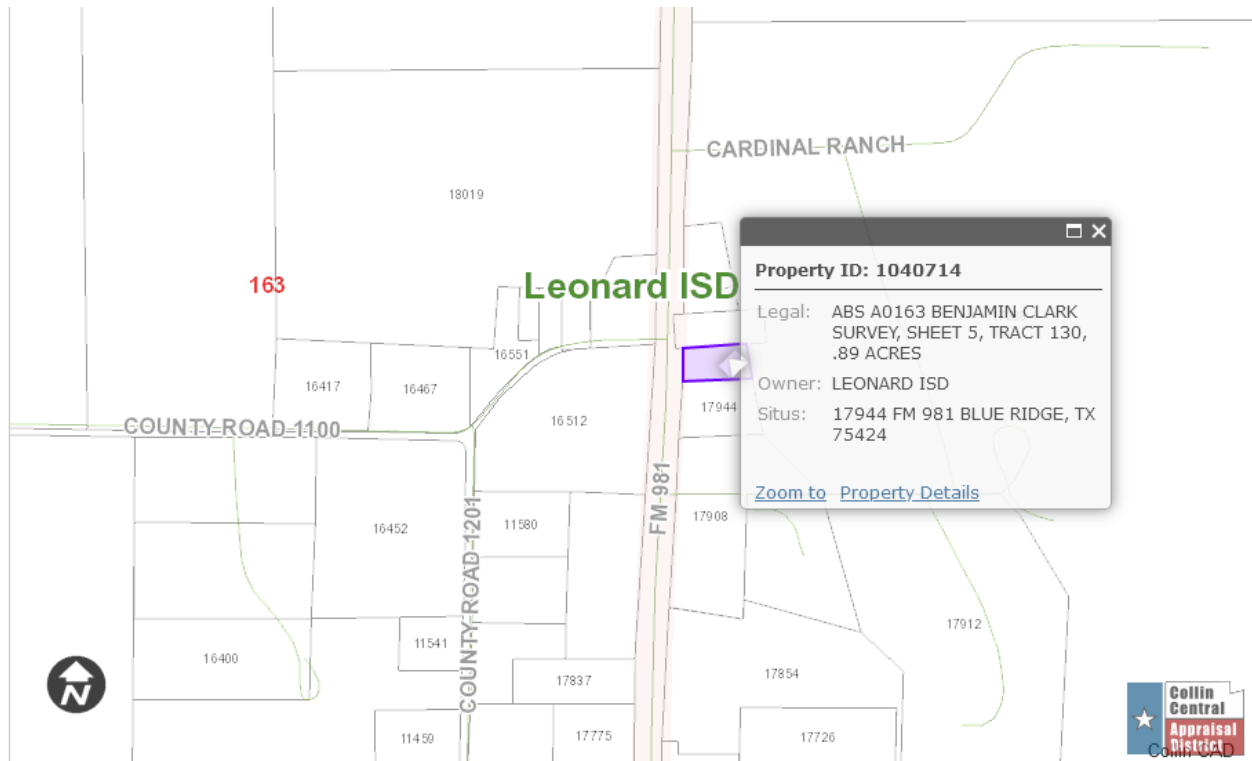 CARDINAL RANCH
18019
163
Leonard ISD
Property ID: 1040714
Legal: ABS A0163 BENJAMIN CLARK
SURVEY, SHEET 5, TRACT 130,
.89 ACRES
Owner: LEONARD ISD
Situs: 17944 FM 981 BLUE RIDGE, TX
75424
Zoom to Property Details
16551
16417
16467
17944
16512
COUNTY ROAD 1100
FM 981
COUNTY ROAD 1201
16452
11580
17908
17912
11541
16400
17837
17854
11459
17775
17726
N
Collin
Central
Appraisal
District
Collin CAD